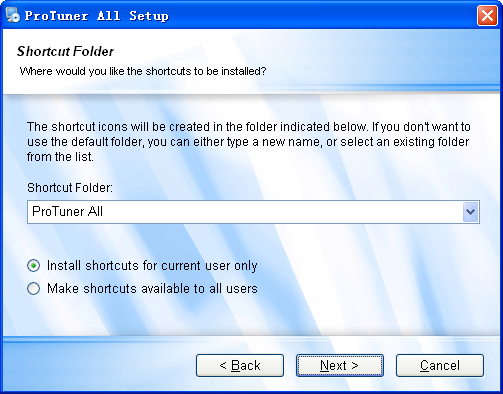 ProTuner All Setup
Shortcut Folder
Where would you like the shortcuts to be installed?
The shortcut icons will be created in the folder indicated below. If you don't want to
use the default folder, you can either type a new name, or select an existing folder
from the list.
Shortcut Folder:
ProTuner All
Install shortcuts for current user only
Make shortcuts available to all users
< Back Next > Cancel